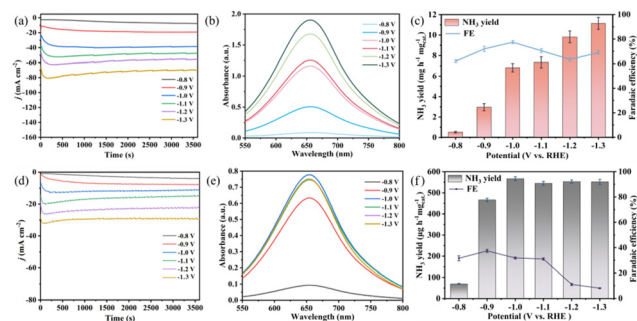 (a)
0
-20
-40
-60
-80
-100
-120
-140
-160
j (mA cm⁻²)
-0.8 V
-0.9 V
-1.0 V
-1.1 V
-1.2 V
-1.3 V
0 500 1000 1500 2000 2500 3000 3500
Time (s)
(b)
2.0
1.5
1.0
0.5
0.0
Absorbance (a.u.)
-0.8 V
-0.9 V
-1.0 V
-1.1 V
-1.2 V
-1.3 V
550 600 650 700 750 800
Wavelength (nm)
(c)
12
10
8
6
4
2
0
NH₃ yield (mg h⁻¹ mg⁻¹cat.)
NH₃ yield
FE
100
80
60
40
20
0
Faradaic efficiency (%)
-0.8 -0.9 -1.0 -1.1 -1.2 -1.3
Potential (V vs. RHE)
(d)
0
-20
-40
-60
-80
j (mA cm⁻²)
-0.8 V
-0.9 V
-1.0 V
-1.1 V
-1.2 V
-1.3 V
0 500 1000 1500 2000 2500 3000 3500
Time (s)
(e)
0.8
0.7
0.6
0.5
0.4
0.3
0.2
0.1
0.0
Absorbance (a.u.)
-0.8 V
-0.9 V
-1.0 V
-1.1 V
-1.2 V
-1.3 V
550 600 650 700 750 800
Wavelength (nm)
(f)
600
500
400
300
200
100
0
NH₃ yield (μg h⁻¹mg⁻¹cat.)
NH₃ yield
FE
100
80
60
40
20
10
Faradaic efficiency (%)
-0.8 -0.9 -1.0 -1.1 -1.2 -1.3
Potential (V vs. RHE )